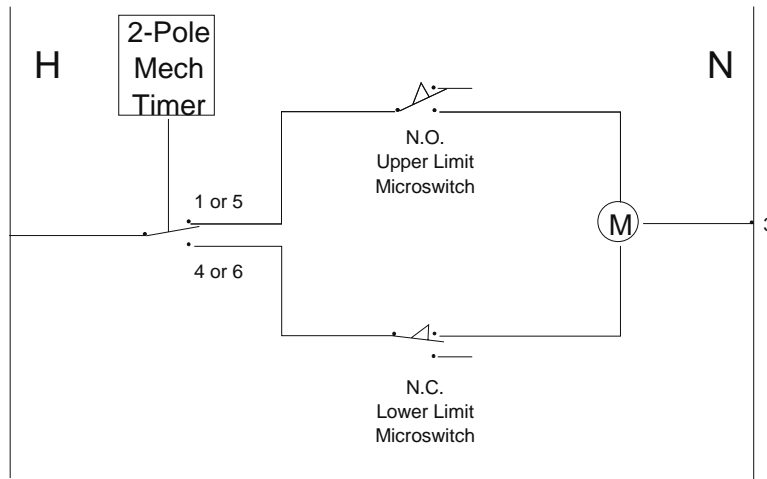 2-Pole
Mech
Timer
H
N
N.O.
Upper Limit
Microswitch
1 or 5
M
4 or 6
N.C.
Lower Limit
Microswitch